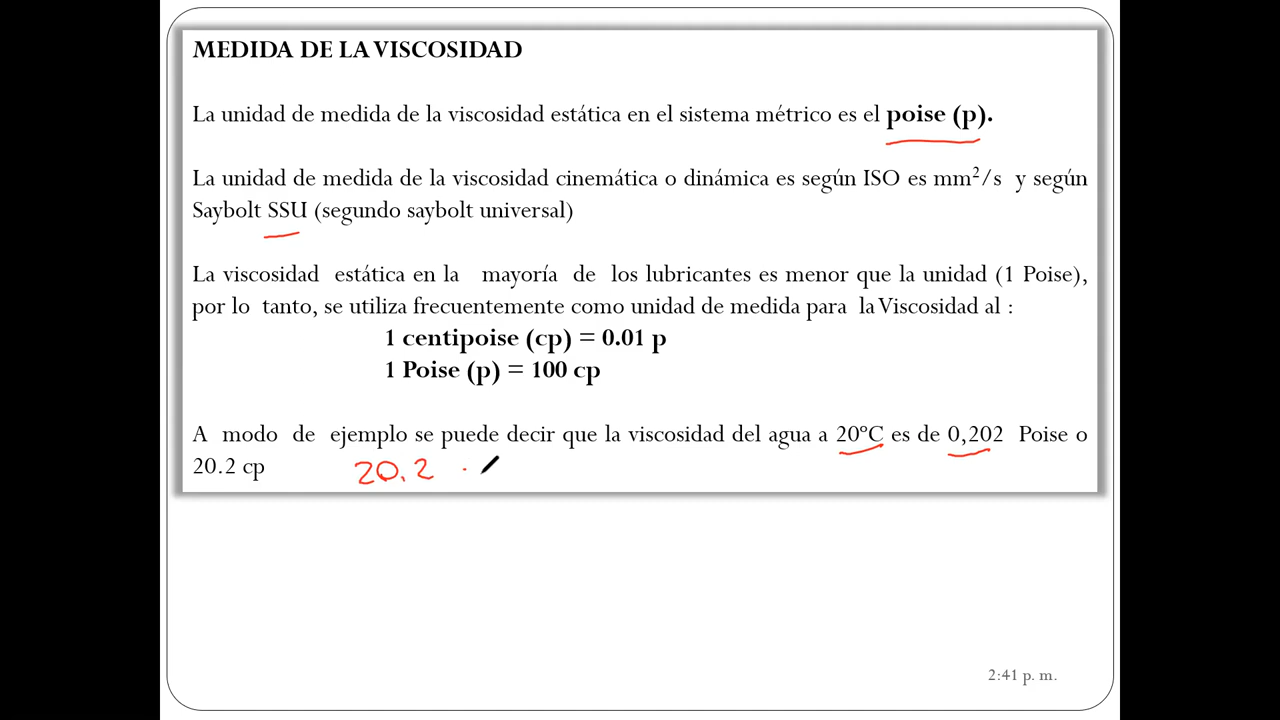 MEDIDA DE LA VISCOSIDAD
La unidad de medida de la viscosidad estática en el sistema métrico es el poise (p).
La unidad de medida de la viscosidad cinemática o dinámica es según ISO es mm²/s y según
Saybolt SSU (segundo saybolt universal)
La viscosidad estática en la mayoría de los lubricantes es menor que la unidad (1 Poise),
por lo tanto, se utiliza frecuentemente como unidad de medida para la Viscosidad al :
1 centipoise (cp) = 0.01 p
1 Poise (p) = 100 cp
A modo de ejemplo se puede decir que la viscosidad del agua a 20°C es de 0,202 Poise o
20.2 cp 20.2
2:41 p. m.